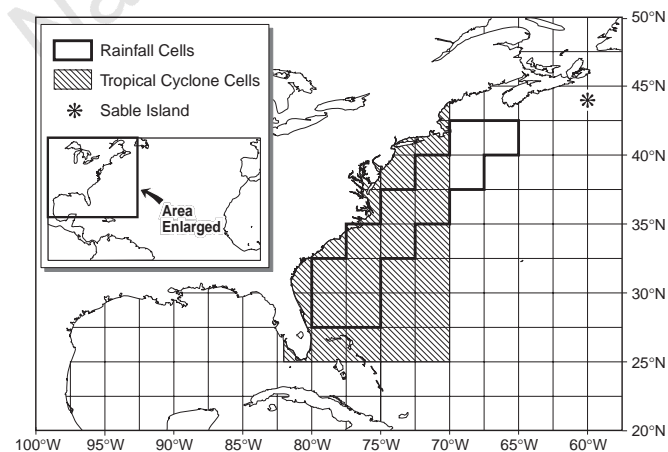 Na
Rainfall Cells
Tropical Cyclone Cells
Sable Island
Area
Enlarged
50°N
45°N
40°N
35°N
30°N
25°N
20°N
100°W 95°W 90°W 85°W 80°W 75°W 70°W 65°W 60°W